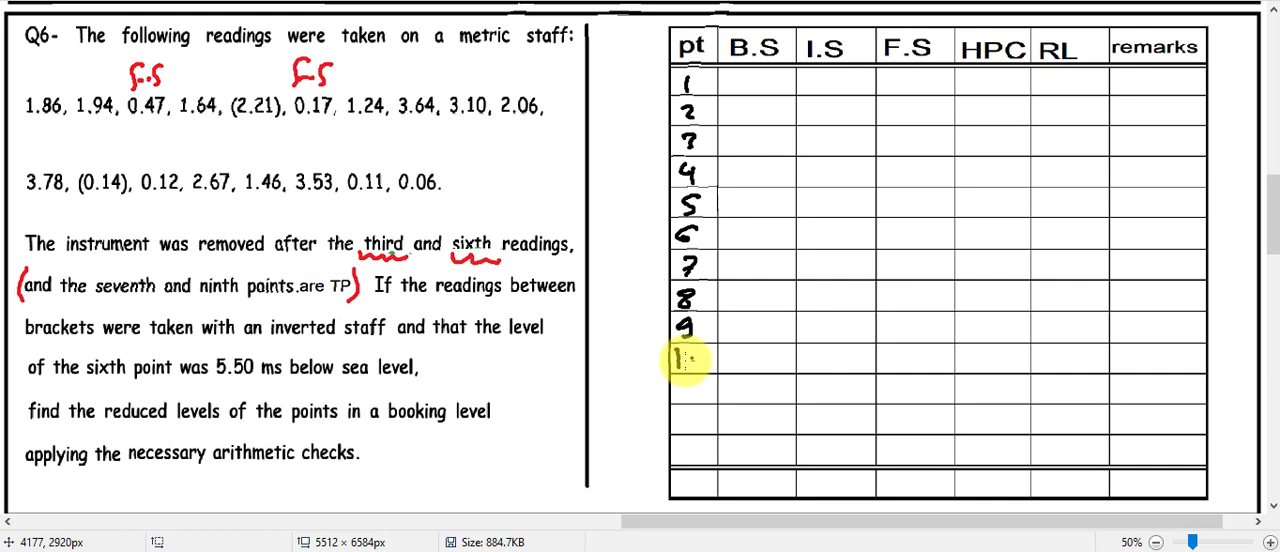 Q6- The following readings were taken on a metric staff:
F.S F.S
1.86, 1.94, 0.47, 1.64, (2.21), 0.17, 1.24, 3.64, 3.10, 2.06,
3.78, (0.14), 0.12, 2.67, 1.46, 3.53, 0.11, 0.06.
The instrument was removed after the third and sixth readings,
(and the seventh and ninth points.are TP) If the readings between
brackets were taken with an inverted staff and that the level
of the sixth point was 5.50 ms below sea level,
find the reduced levels of the points in a booking level
applying the necessary arithmetic checks.
pt B.S I.S F.S HPC RL remarks
1
2
3
4
5
6
7
8
9
4177, 2920px 5512 × 6584px Size: 884.7KB 50%